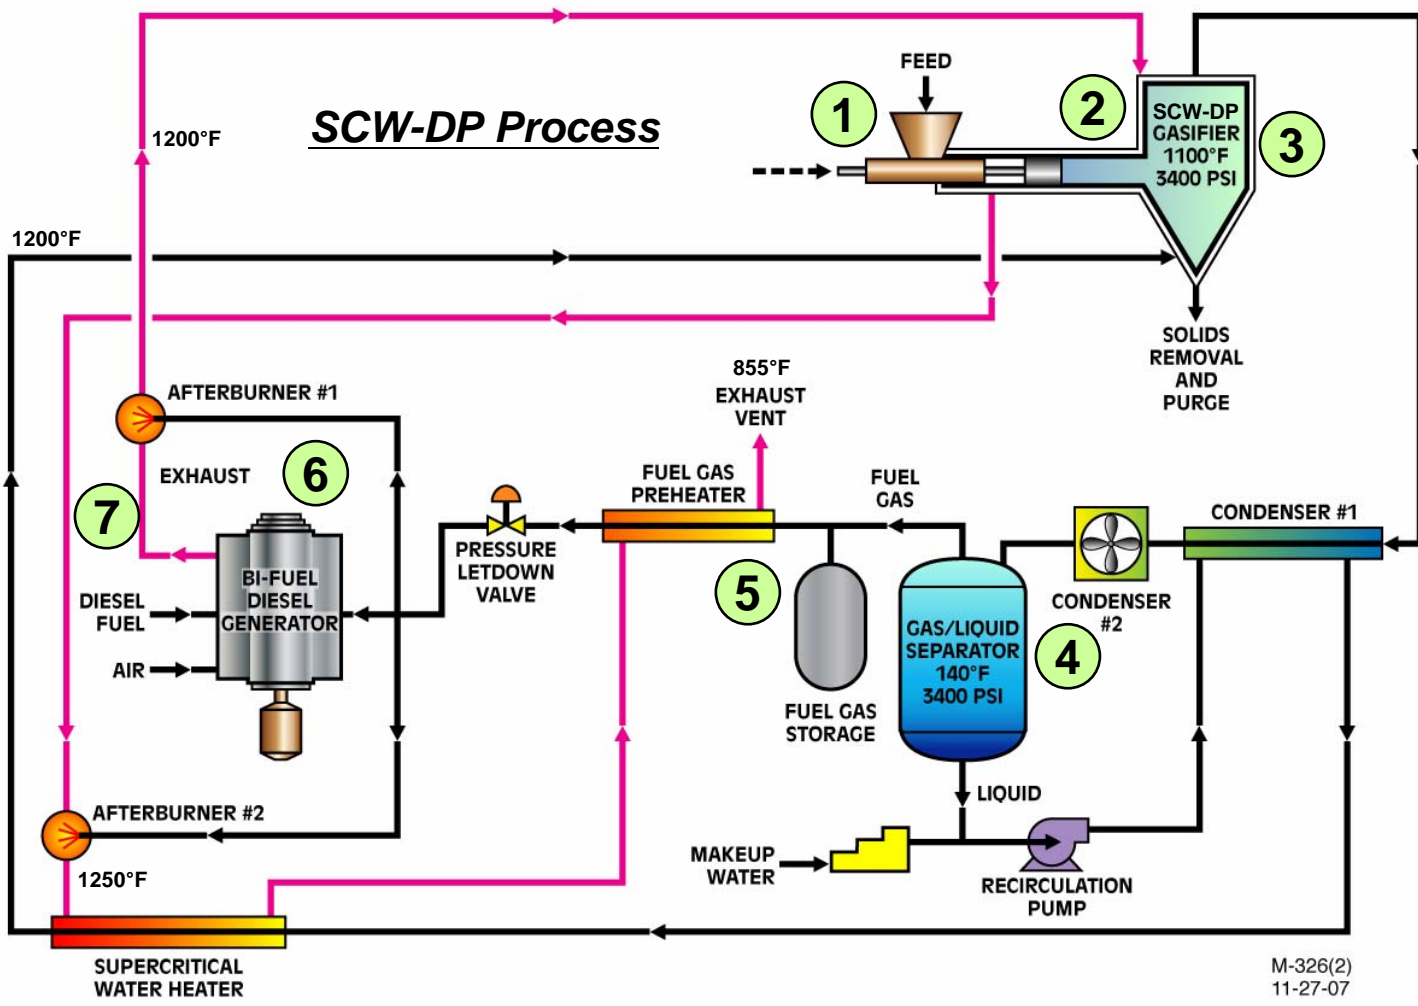 SCW-DP Process
FEED
1
2
3
SCW-DP
GASIFIER
1100°F
3400 PSI
1200°F
1200°F
SOLIDS
REMOVAL
AND
PURGE
AFTERBURNER #1
855°F
EXHAUST
VENT
EXHAUST
6
7
FUEL GAS
PREHEATER
FUEL
GAS
CONDENSER #1
PRESSURE
LETDOWN
VALVE
BI-FUEL
DIESEL
GENERATOR
DIESEL
FUEL
AIR
5
CONDENSER
#2
GAS/LIQUID
SEPARATOR
140°F
3400 PSI
4
FUEL GAS
STORAGE
LIQUID
AFTERBURNER #2
1250°F
MAKEUP
WATER
RECIRCULATION
PUMP
SUPERCRITICAL
WATER HEATER
M-326(2)
11-27-07